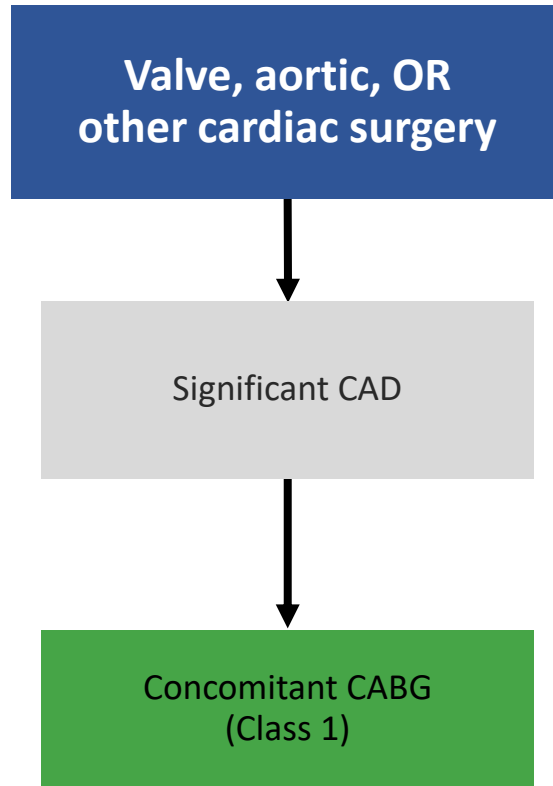 Valve, aortic, OR
other cardiac surgery
Significant CAD
Concomitant CABG
(Class 1)